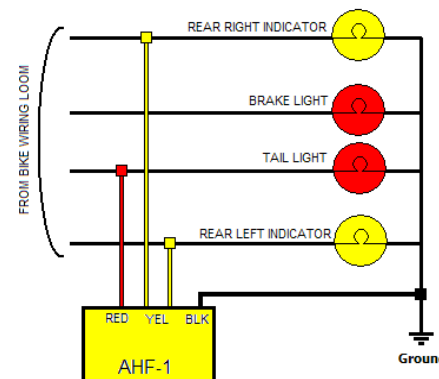 REAR RIGHT INDICATOR
BRAKE LIGHT
TAIL LIGHT
REAR LEFT INDICATOR
FROM BIKE WIRING LOOM
RED YEL BLK
AHF-1
Groun